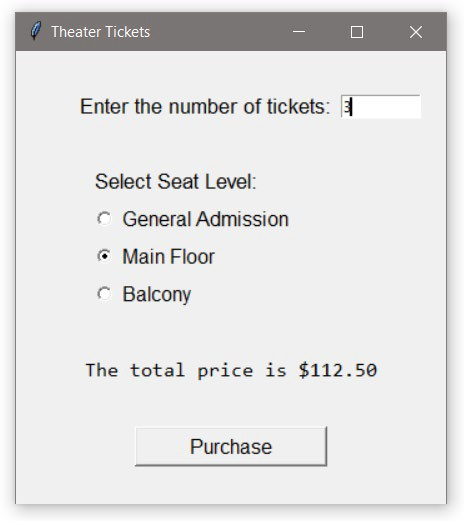 Theater Tickets
Enter the number of tickets: 3
Select Seat Level:
General Admission
Main Floor
Balcony
The total price is $112.50
Purchase